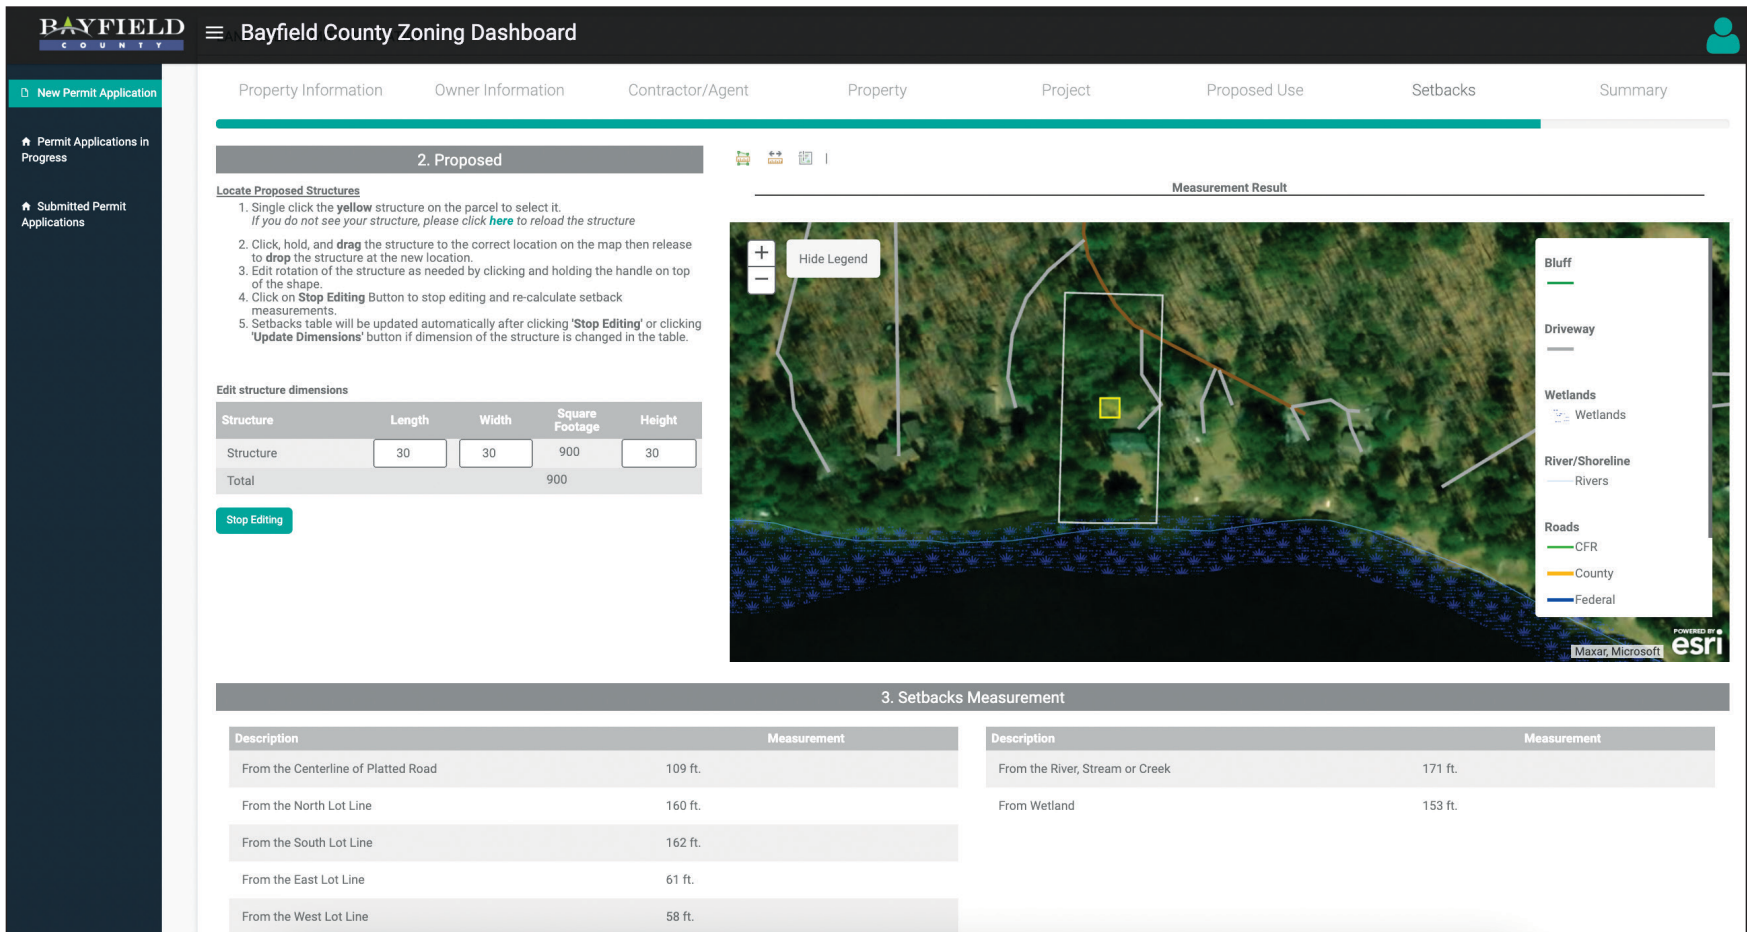 BAYFIELD
COUNTY
Bayfield County Zoning Dashboard
New Permit Application
Permit Applications in
Progress
Submitted Permit
Applications
Property Information
Owner Information
Contractor/Agent
Property
Project
Proposed Use
Setbacks
Summary
2. Proposed
Locate Proposed Structures
1. Single click the yellow structure on the parcel to select it.
If you do not see your structure, please click here to reload the structure
2. Click, hold, and drag the structure to the correct location on the map then release
to drop the structure at the new location.
3. Edit rotation of the structure as needed by clicking and holding the handle on top
of the shape.
4. Click on Stop Editing Button to stop editing and re-calculate setback
measurements.
5. Setbacks table will be updated automatically after clicking 'Stop Editing' or clicking
'Update Dimensions' button if dimension of the structure is changed in the table.
Edit structure dimensions
Structure Length Width Square Footage Height
Structure 30 30 900 30
Total 900
Stop Editing
Measurement Result
+
−
Hide Legend
Bluff
Driveway
Wetlands
Wetlands
River/Shoreline
Rivers
Roads
CFR
County
Federal
POWERED BY
esri
Maxar, Microsoft
3. Setbacks Measurement
Description Measurement
From the Centerline of Platted Road 109 ft.
From the North Lot Line 160 ft.
From the South Lot Line 162 ft.
From the East Lot Line 61 ft.
From the West Lot Line 58 ft.
Description Measurement
From the River, Stream or Creek 171 ft.
From Wetland 153 ft.